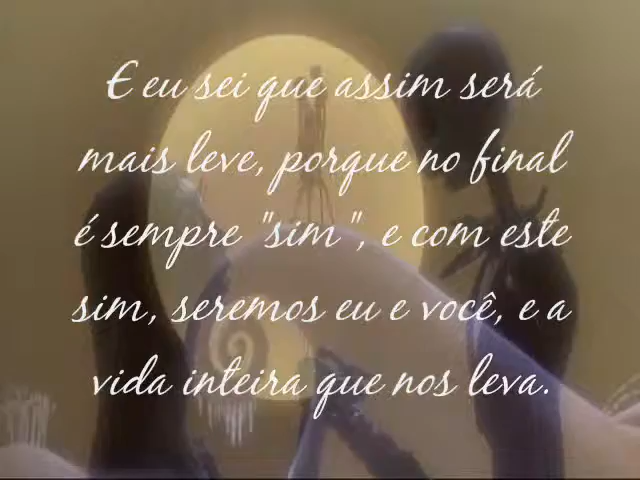 E eu sei que assim será
mais leve, porque no final
é sempre "sim", e com este
sim, seremos eu e você, e a
vida inteira que nos leva.